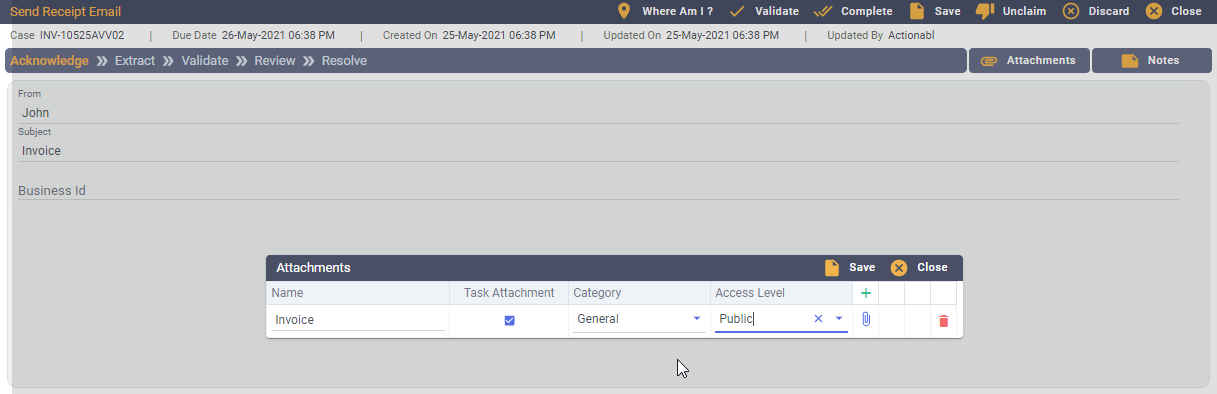 Send Receipt Email Where Am I ? Validate Complete Save Unclaim Discard Close
Case INV-10525AVV02 | Due Date 26-May-2021 06:38 PM | Created On 25-May-2021 06:38 PM | Updated On 25-May-2021 06:38 PM | Updated By Actionabl
Acknowledge » Extract » Validate » Review » Resolve Attachments Notes
From
John
Subject
Invoice
Business Id
Attachments Save Close
Name Task Attachment Category Access Level +
Invoice General Public